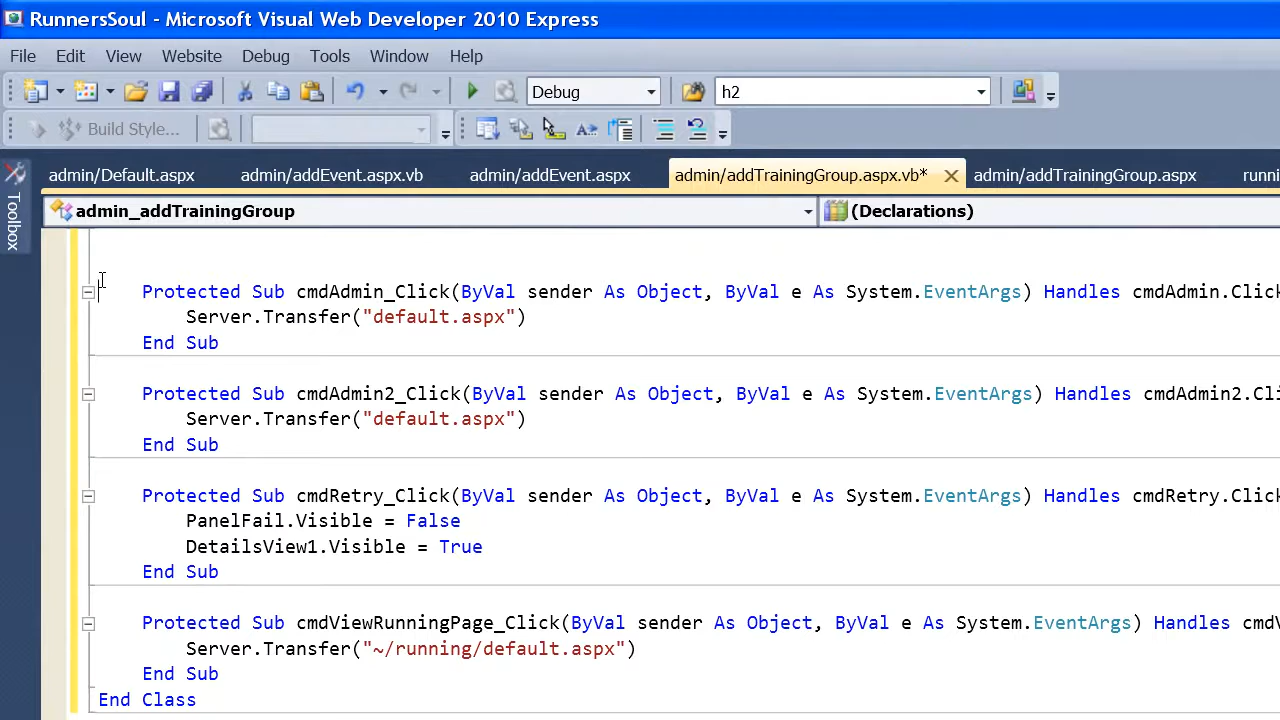 RunnersSoul - Microsoft Visual Web Developer 2010 Express
File Edit View Website Debug Tools Window Help
Debug h2
Build Style...
admin/Default.aspx admin/addEvent.aspx.vb admin/addEvent.aspx admin/addTrainingGroup.aspx.vb* admin/addTrainingGroup.aspx runni
Toolbox
admin_addTrainingGroup (Declarations)
Protected Sub cmdAdmin_Click(ByVal sender As Object, ByVal e As System.EventArgs) Handles cmdAdmin.Click
Server.Transfer("default.aspx")
End Sub
Protected Sub cmdAdmin2_Click(ByVal sender As Object, ByVal e As System.EventArgs) Handles cmdAdmin2.Cli
Server.Transfer("default.aspx")
End Sub
Protected Sub cmdRetry_Click(ByVal sender As Object, ByVal e As System.EventArgs) Handles cmdRetry.Click
PanelFail.Visible = False
DetailsView1.Visible = True
End Sub
Protected Sub cmdViewRunningPage_Click(ByVal sender As Object, ByVal e As System.EventArgs) Handles cmdV
Server.Transfer("~/running/default.aspx")
End Sub
End Class